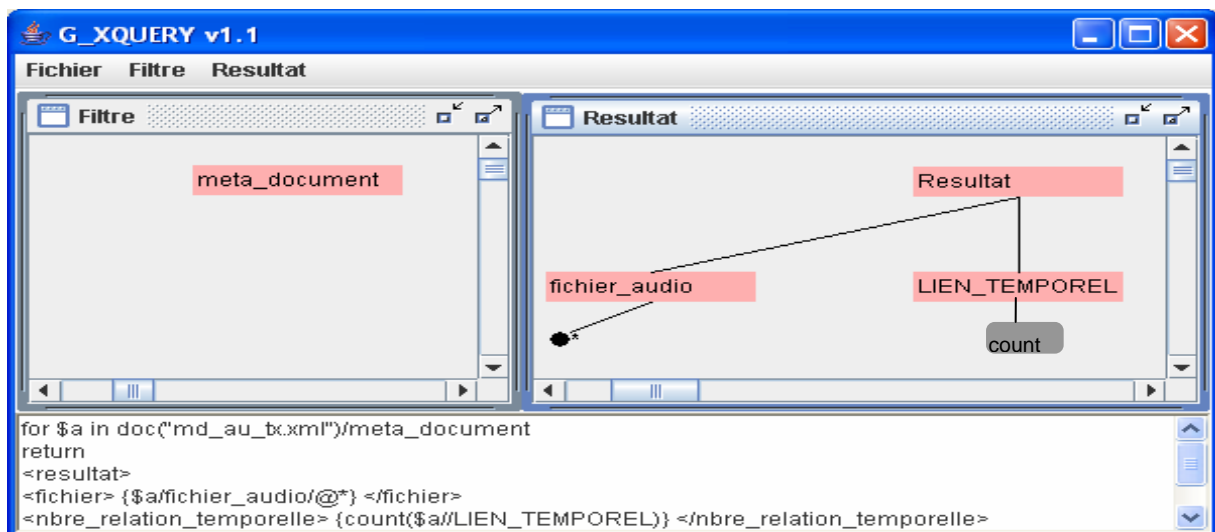 G_XQUERY v1.1
Fichier Filtre Resultat
Filtre
meta_document
Resultat
Resultat
fichier_audio
LIEN_TEMPOREL
*
count
for $a in doc("md_au_tx.xml")/meta_document
return
<resultat>
<fichier> {$a/fichier_audio/@*} </fichier>
<nbre_relation_temporelle> {count($a//LIEN_TEMPOREL)} </nbre_relation_temporelle>